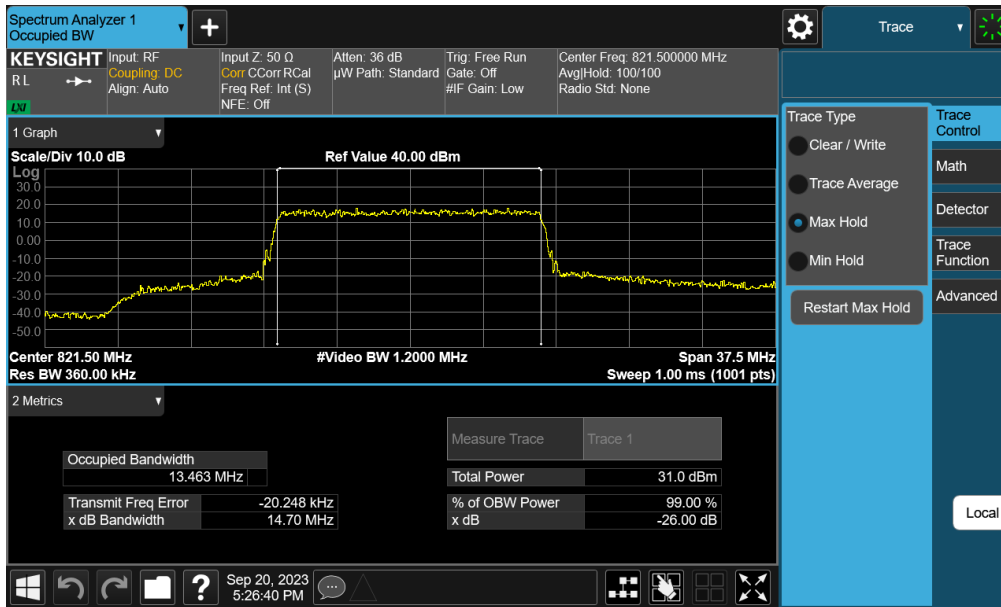 Spectrum Analyzer 1
Occupied BW
Trace
KEYSIGHT
R L
LXI
Input: RF
Coupling: DC
Align: Auto
Input Z: 50 Ω
Corr CCorr RCal
Freq Ref: Int (S)
NFE: Off
Atten: 36 dB
µW Path: Standard
Trig: Free Run
Gate: Off
#IF Gain: Low
Center Freq: 821.500000 MHz
Avg|Hold: 100/100
Radio Std: None
1 Graph
Scale/Div 10.0 dB
Ref Value 40.00 dBm
Log
30.0
20.0
10.0
0.00
-10.0
-20.0
-30.0
-40.0
-50.0
Center 821.50 MHz
#Video BW 1.2000 MHz
Span 37.5 MHz
Res BW 360.00 kHz
Sweep 1.00 ms (1001 pts)
2 Metrics
Measure Trace
Trace 1
Occupied Bandwidth
13.463 MHz
Total Power
31.0 dBm
Transmit Freq Error
-20.248 kHz
% of OBW Power
99.00 %
x dB Bandwidth
14.70 MHz
x dB
-26.00 dB
Trace Type
Clear / Write
Trace Average
Max Hold
Min Hold
Restart Max Hold
Trace
Control
Math
Detector
Trace
Function
Advanced
Local
?
Sep 20, 2023
5:26:40 PM